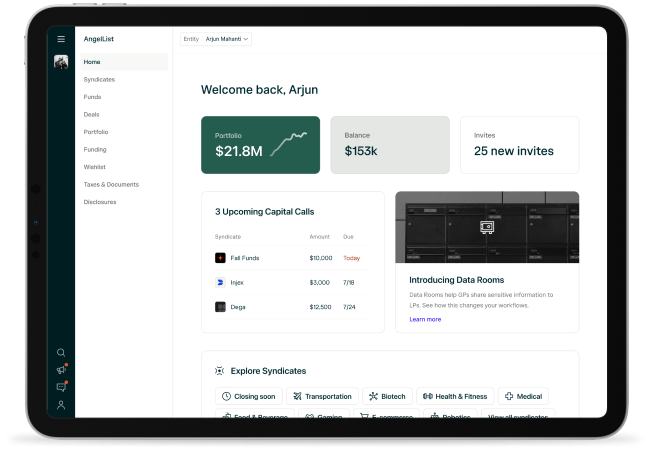 AngelList
Entity Arjun Mahanti
Home
Syndicates
Funds
Deals
Portfolio
Funding
Wishlist
Taxes & Documents
Disclosures
Welcome back, Arjun
Portfolio
$21.8M
Balance
$153k
Invites
25 new invites
3 Upcoming Capital Calls
Syndicate Amount Due
Fall Funds $10,000 Today
Injex $3,000 7/18
Dega $12,500 7/24
Introducing Data Rooms
Data Rooms help GPs share sensitive information to
LPs. See how this changes your workflows.
Learn more
Explore Syndicates
Closing soon Transportation Biotech Health & Fitness Medical
Food & Beverage Gaming E-commerce Robotics View all syndicates